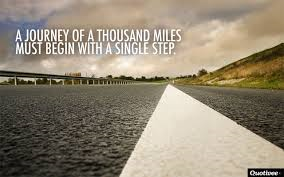 A JOURNEY OF A THOUSAND MILES
MUST BEGIN WITH A SINGLE STEP.
Quotivee